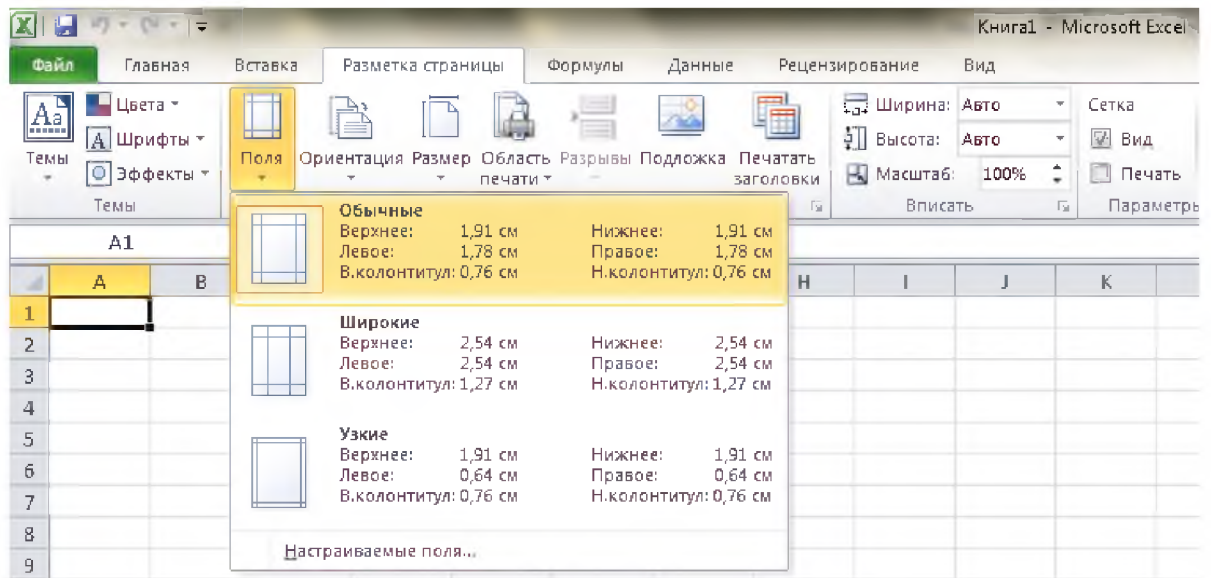 Книга1 - Microsoft Excel
Файл Главная Вставка Разметка страницы Формулы Данные Рецензирование Вид
Aa Темы
Цвета
A Шрифты
Эффекты
Темы
Поля
Ориентация
Размер
Область
печати
Разрывы
Подложка
Печатать
заголовки
Ширина: Авто
Высота: Авто
Масштаб: 100%
Вписать
Сетка
Вид
Печать
Параметры
A1
A B H I J K
Обычные
Верхнее: 1,91 см Нижнее: 1,91 см
Левое: 1,78 см Правое: 1,78 см
В.колонтитул: 0,76 см Н.колонтитул: 0,76 см
Широкие
Верхнее: 2,54 см Нижнее: 2,54 см
Левое: 2,54 см Правое: 2,54 см
В.колонтитул: 1,27 см Н.колонтитул: 1,27 см
Узкие
Верхнее: 1,91 см Нижнее: 1,91 см
Левое: 0,64 см Правое: 0,64 см
В.колонтитул: 0,76 см Н.колонтитул: 0,76 см
Настраиваемые поля...
1
2
3
4
5
6
7
8
9